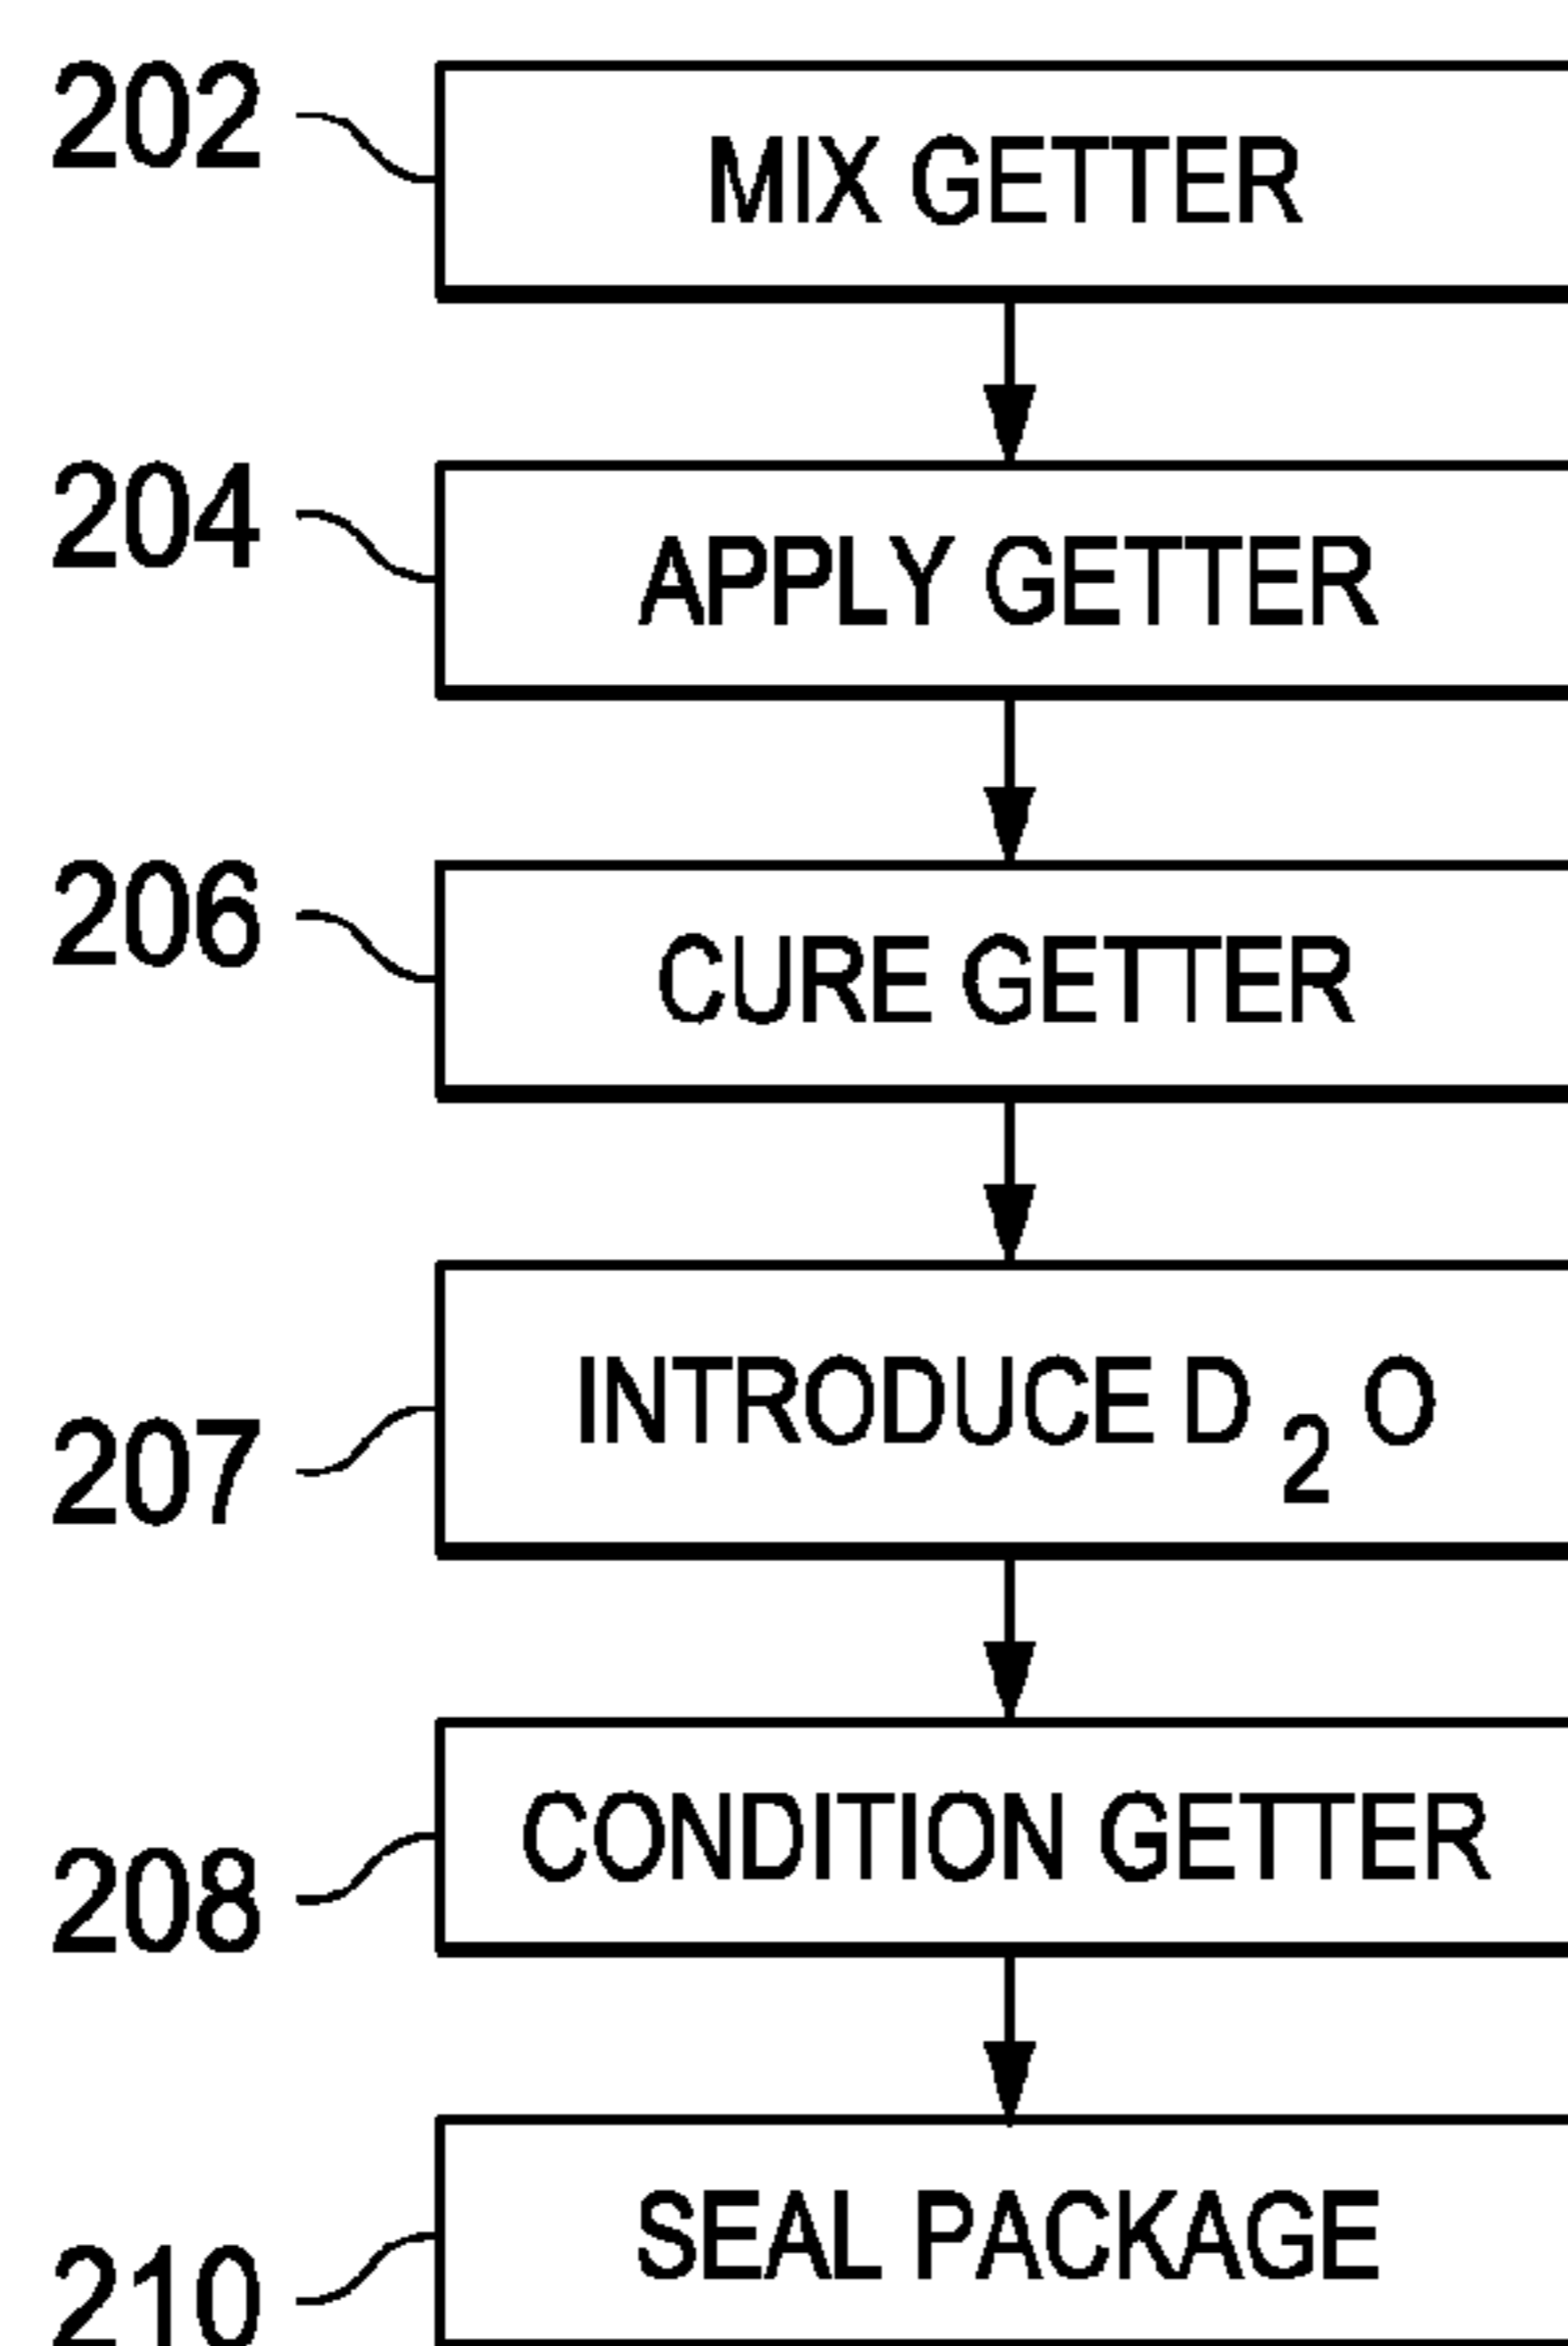 202 MIX GETTER
204 APPLY GETTER
206 CURE GETTER
207 INTRODUCE D2O
208 CONDITION GETTER
210 SEAL PACKAGE